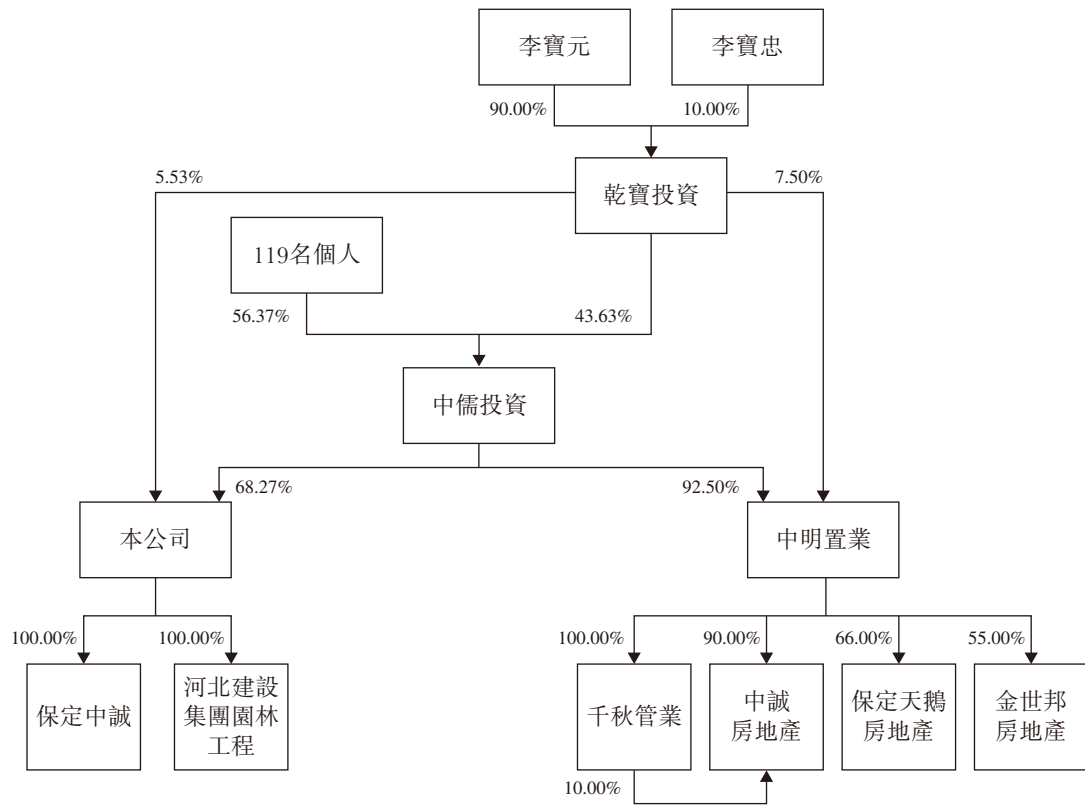 李寶元
李寶忠
90.00%
10.00%
5.53%
乾寶投資
7.50%
119名個人
56.37%
43.63%
中儒投資
68.27%
92.50%
本公司
中明置業
100.00%
100.00%
100.00%
90.00%
66.00%
55.00%
保定中誠
河北建設
集團園林
工程
千秋管業
中誠
房地產
保定天鵝
房地產
金世邦
房地產
10.00%